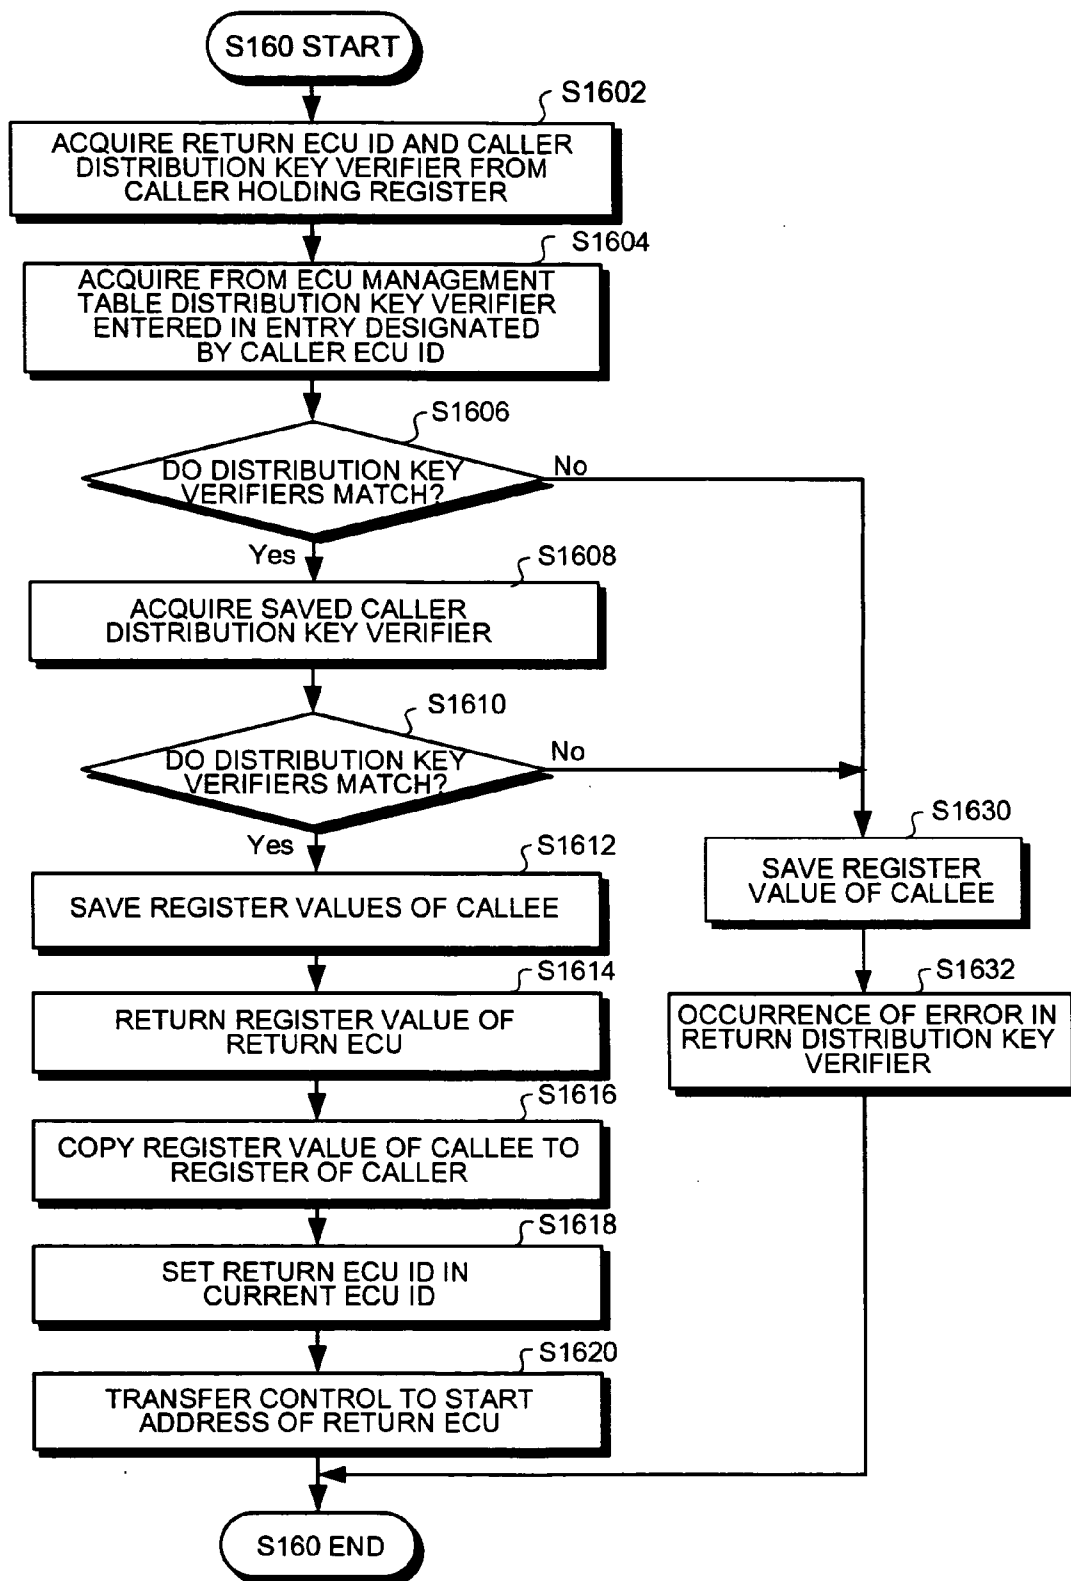 S160 START
S1602
ACQUIRE RETURN ECU ID AND CALLER
DISTRIBUTION KEY VERIFIER FROM
CALLER HOLDING REGISTER
S1604
ACQUIRE FROM ECU MANAGEMENT
TABLE DISTRIBUTION KEY VERIFIER
ENTERED IN ENTRY DESIGNATED
BY CALLER ECU ID
S1606
DO DISTRIBUTION KEY
VERIFIERS MATCH?
No
Yes
S1608
ACQUIRE SAVED CALLER
DISTRIBUTION KEY VERIFIER
S1610
DO DISTRIBUTION KEY
VERIFIERS MATCH?
No
Yes
S1612
SAVE REGISTER VALUES OF CALLEE
S1630
SAVE REGISTER
VALUE OF CALLEE
S1614
RETURN REGISTER VALUE OF
RETURN ECU
S1632
OCCURRENCE OF ERROR IN
RETURN DISTRIBUTION KEY
VERIFIER
S1616
COPY REGISTER VALUE OF CALLEE TO
REGISTER OF CALLER
S1618
SET RETURN ECU ID IN
CURRENT ECU ID
S1620
TRANSFER CONTROL TO START
ADDRESS OF RETURN ECU
S160 END